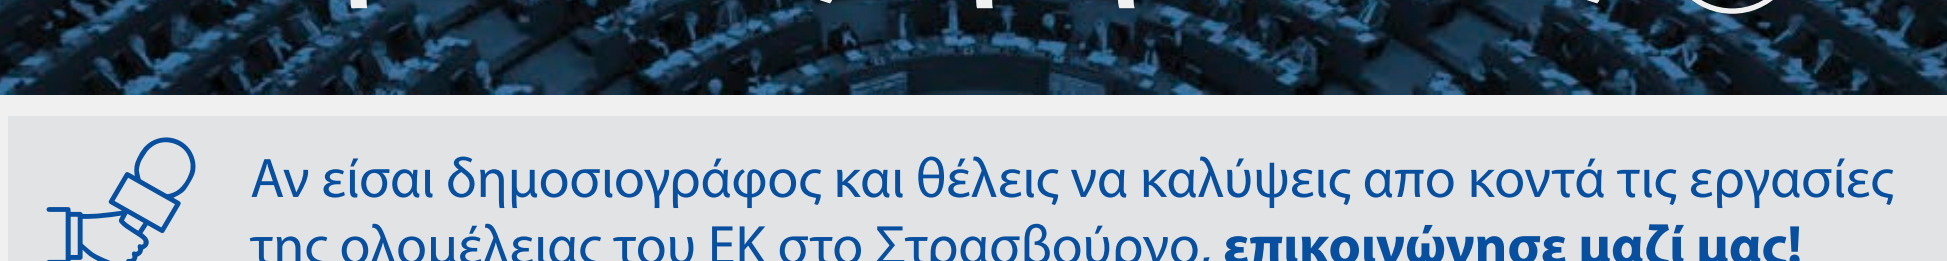 Αν είσαι δημοσιογράφος και θέλεις να καλύψεις απο κοντά τις εργασίες
της ολομέλειας του ΕΚ στο Στρασβούργο, επικοινώνησε μαζί μας!